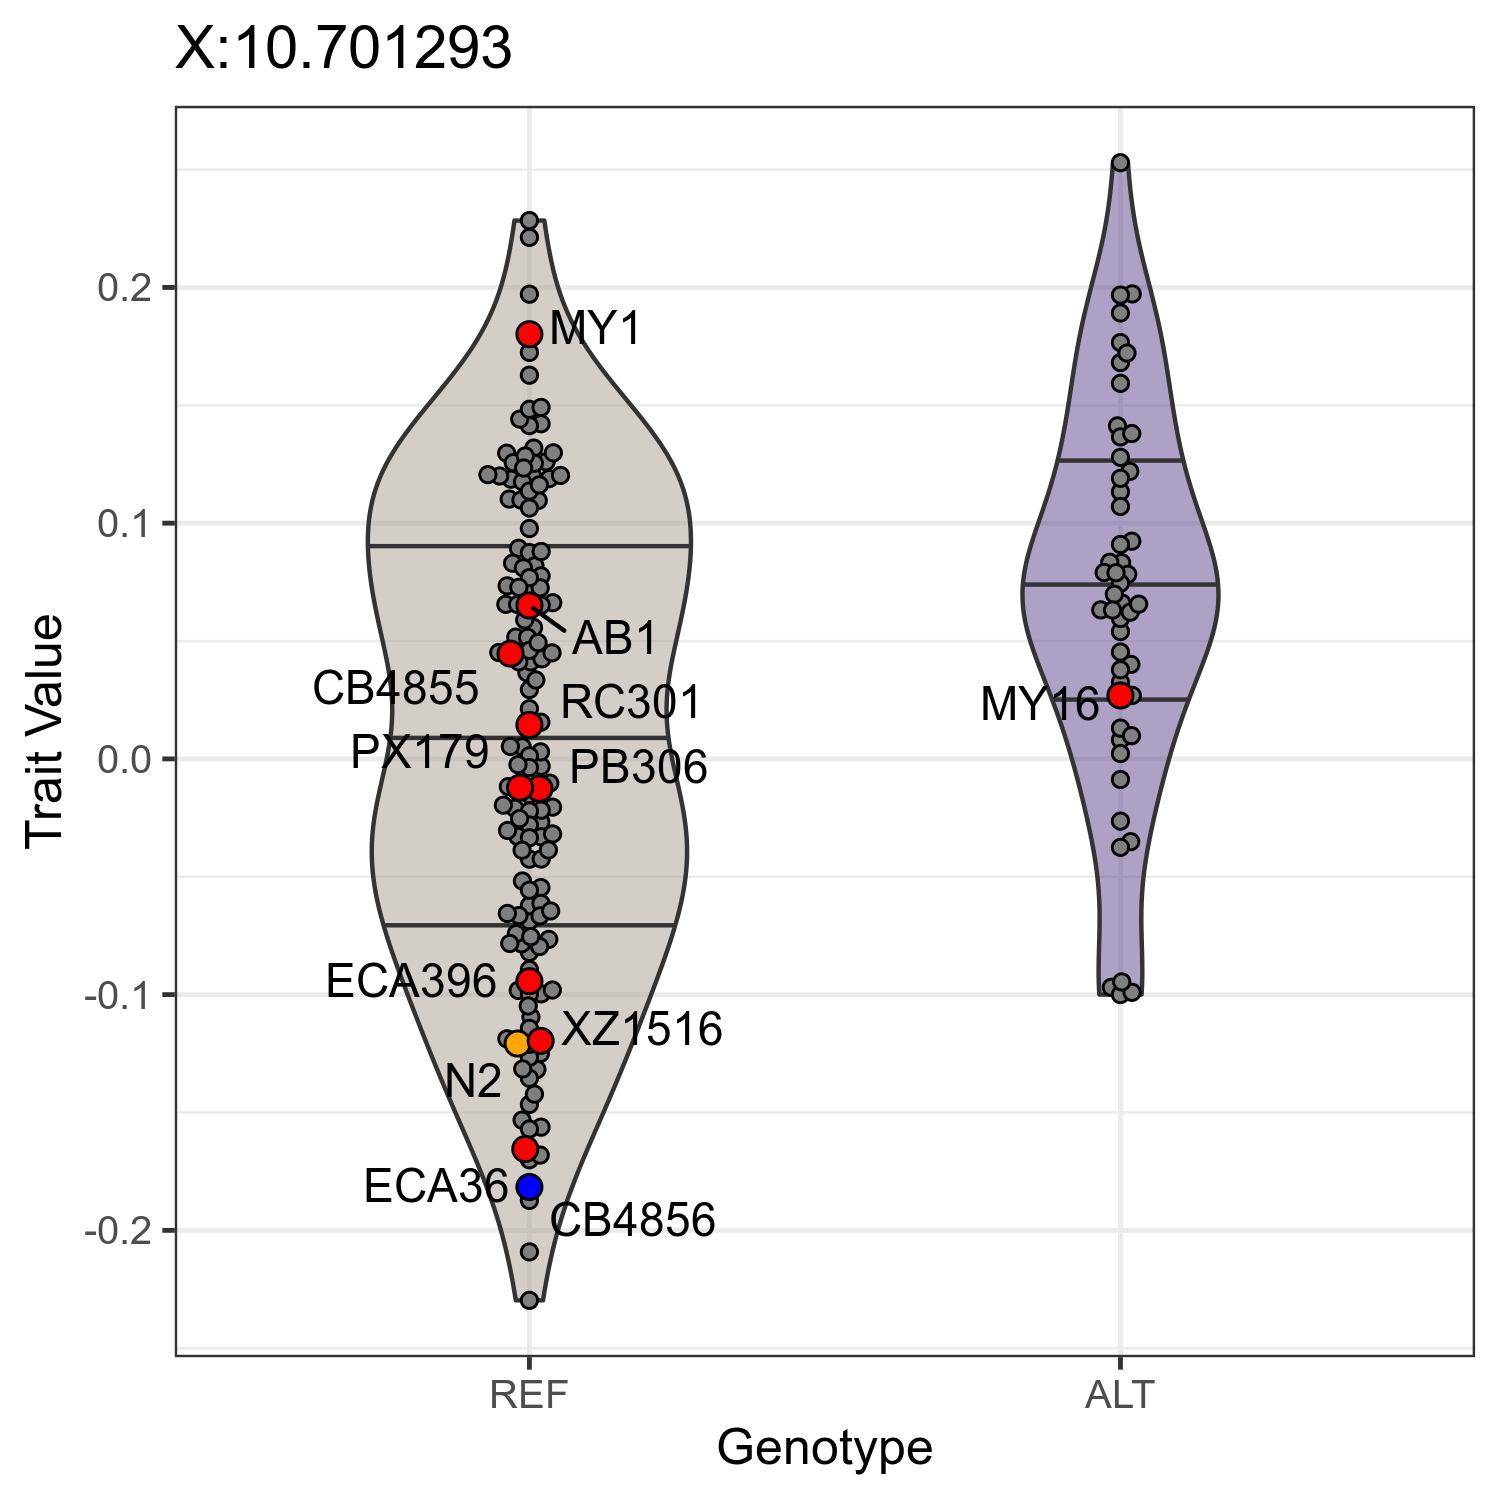 X:10.701293
Trait Value
0.2
0.1
0.0
-0.1
-0.2
MY1
AB1
CB4855
RC301
PX179
PB306
MY16
ECA396
XZ1516
N2
ECA36
CB4856
REF
ALT
Genotype